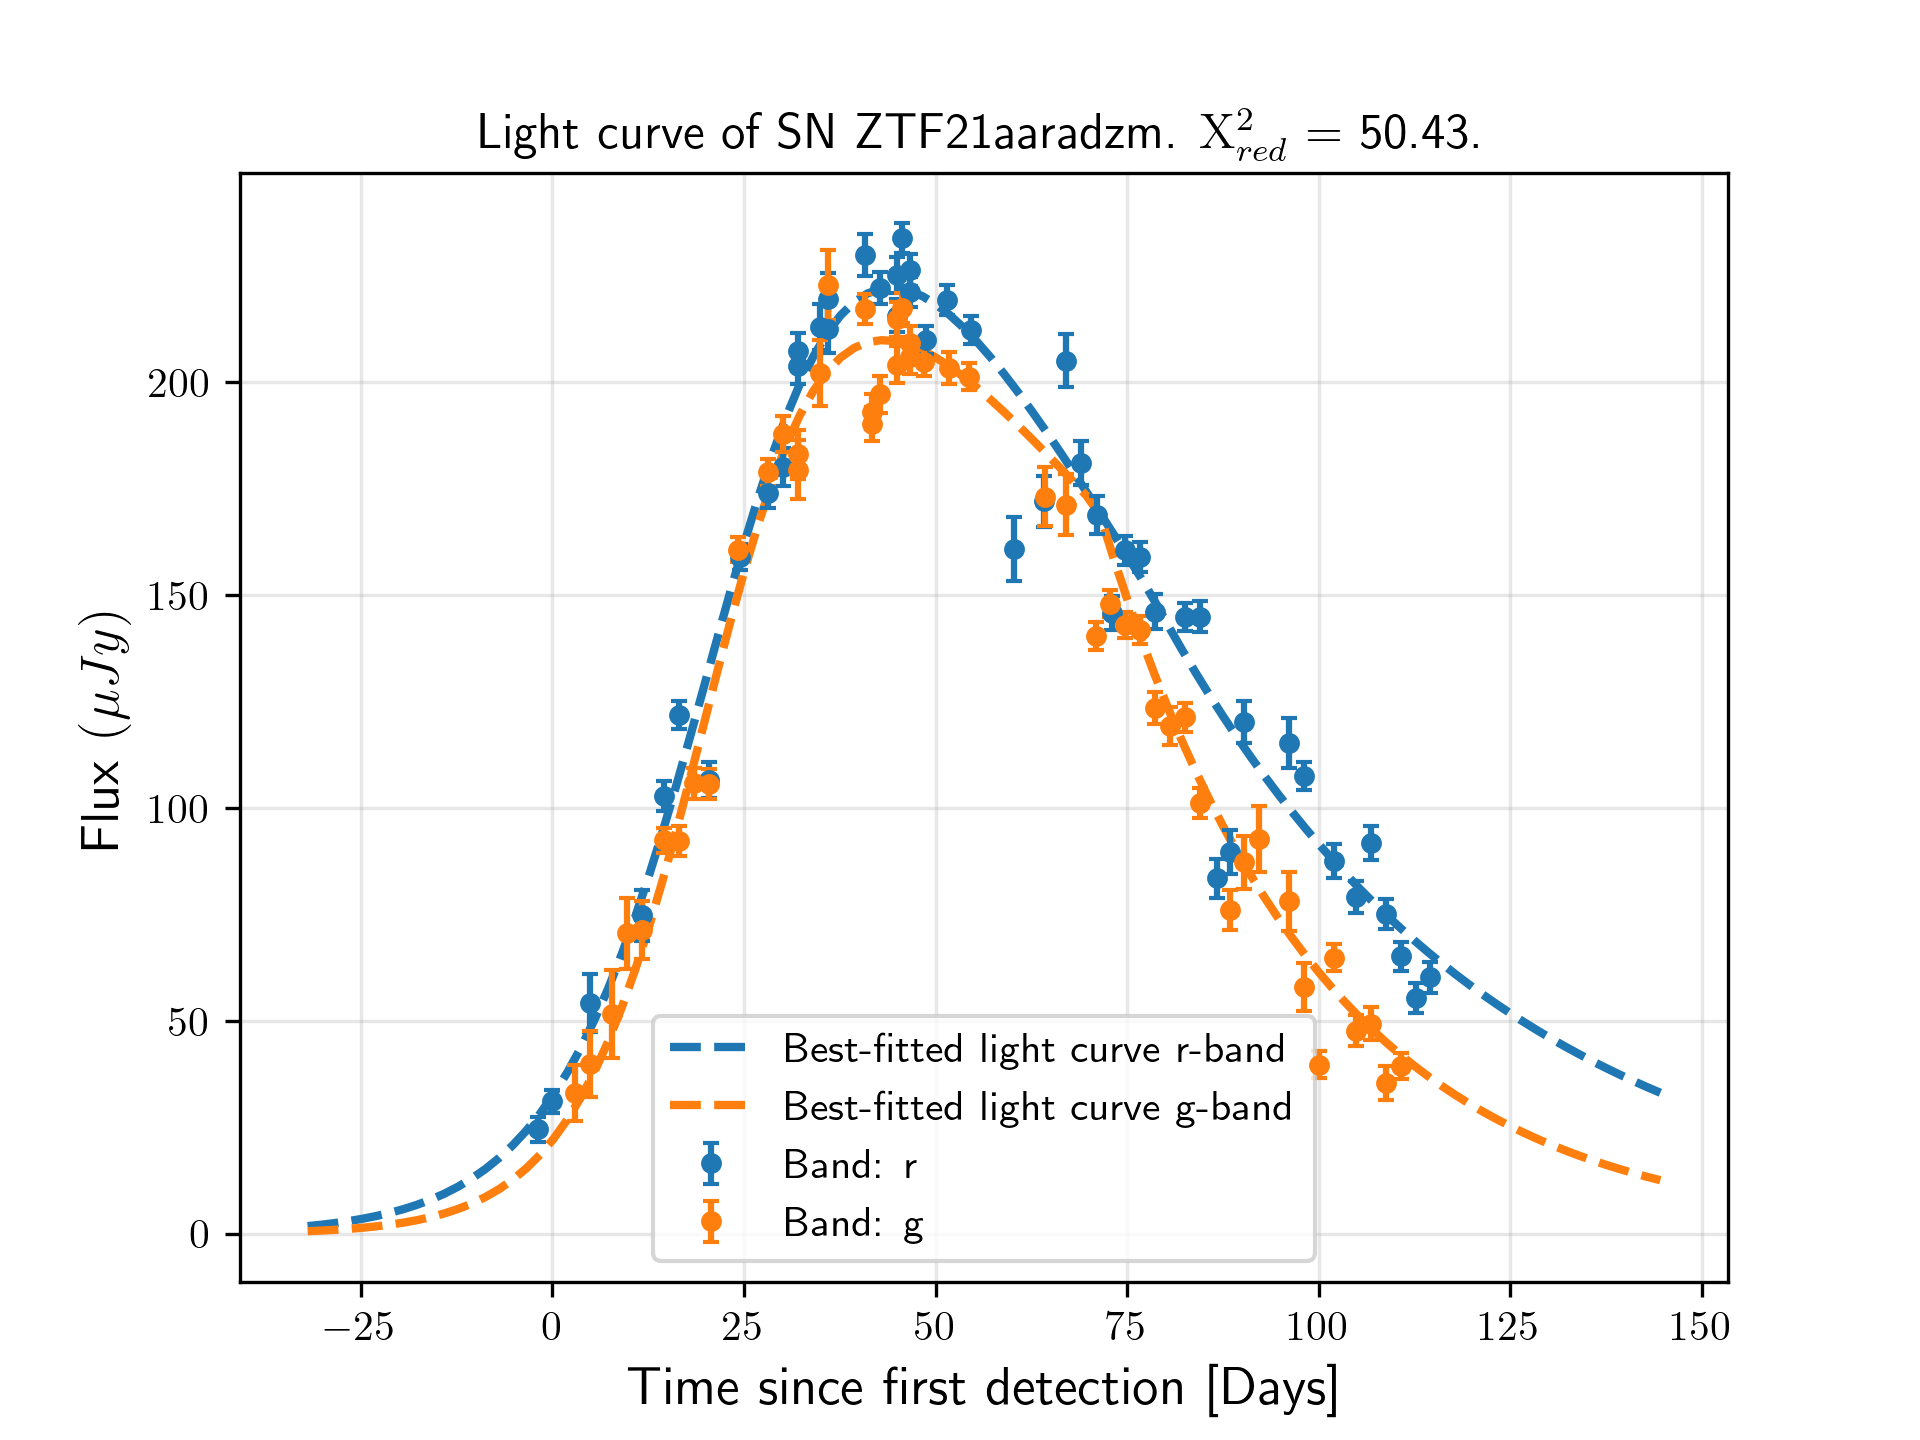 Light curve of SN ZTF21aaradzm. X²_red = 50.43.
Flux (μJy)
200
150
100
50
0
Best-fitted light curve r-band
Best-fitted light curve g-band
Band: r
Band: g
−25 0 25 50 75 100 125 150
Time since first detection [Days]